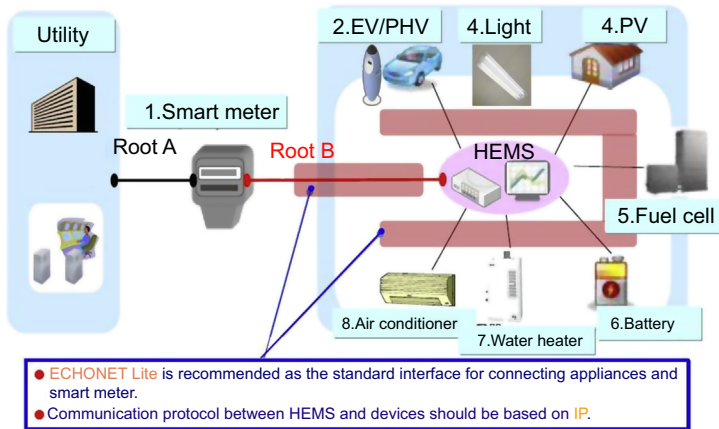 Utility
2.EV/PHV
4.Light
4.PV
1.Smart meter
Root A
Root B
HEMS
5.Fuel cell
8.Air conditioner
7.Water heater
6.Battery
ECHONET Lite is recommended as the standard interface for connecting appliances and
smart meter.
Communication protocol between HEMS and devices should be based on IP.